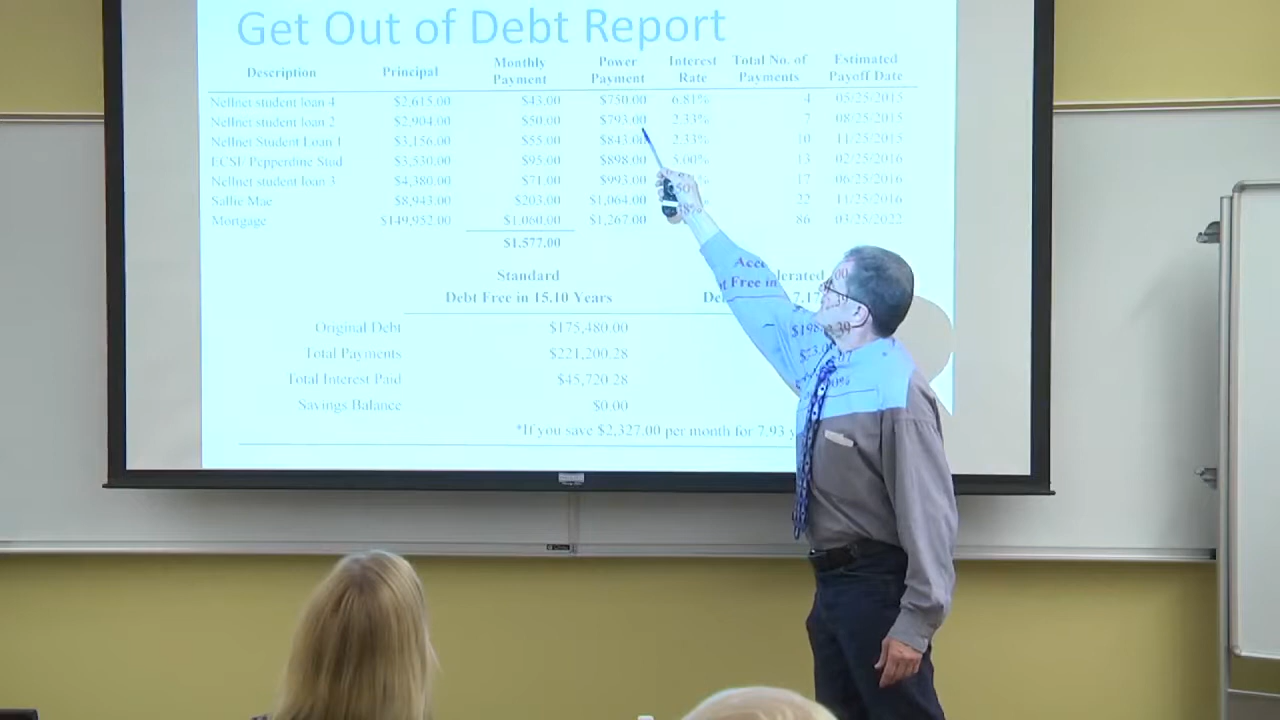 Get Out of Debt Report
Description Principal Monthly Payment Power Payment Interest Rate Total No. of Payments Estimated Payoff Date
Nellnet student loan 4 $2,615.00 $43.00 $750.00 6.81% 4 05/25/2015
Nellnet student loan 2 $2,904.00 $50.00 $793.00 2.33% 7 08/25/2015
Nellnet Student Loan 1 $3,156.00 $55.00 $843.00 2.33% 10 11/25/2015
ECSI Pepperdine Stud $3,530.00 $95.00 $898.00 5.00% 13 02/25/2016
Nellnet student loan 3 $4,380.00 $71.00 $993.00 17 06/25/2016
Sallie Mae $8,943.00 $203.00 $1,064.00 22 11/25/2016
Mortgage $149,952.00 $1,060.00 $1,267.00 86 03/25/2022
$1,577.00
Standard
Debt Free in 15.10 Years
Original Debt $175,480.00
Total Payments $221,200.28
Total Interest Paid $45,720.28
Savings Balance $0.00
*If you save $2,327.00 per month for 7.93